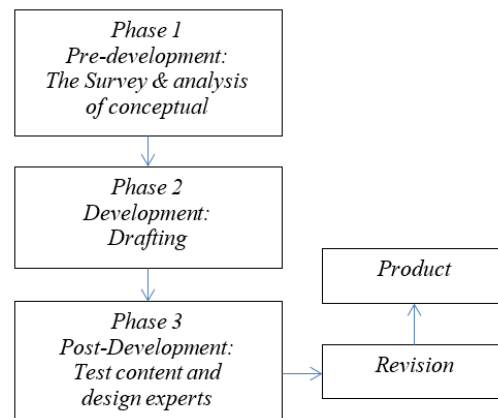 Phase 1
Pre-development:
The Survey & analysis
of conceptual
Phase 2
Development:
Drafting
Phase 3
Post-Development:
Test content and
design experts
Product
Revision